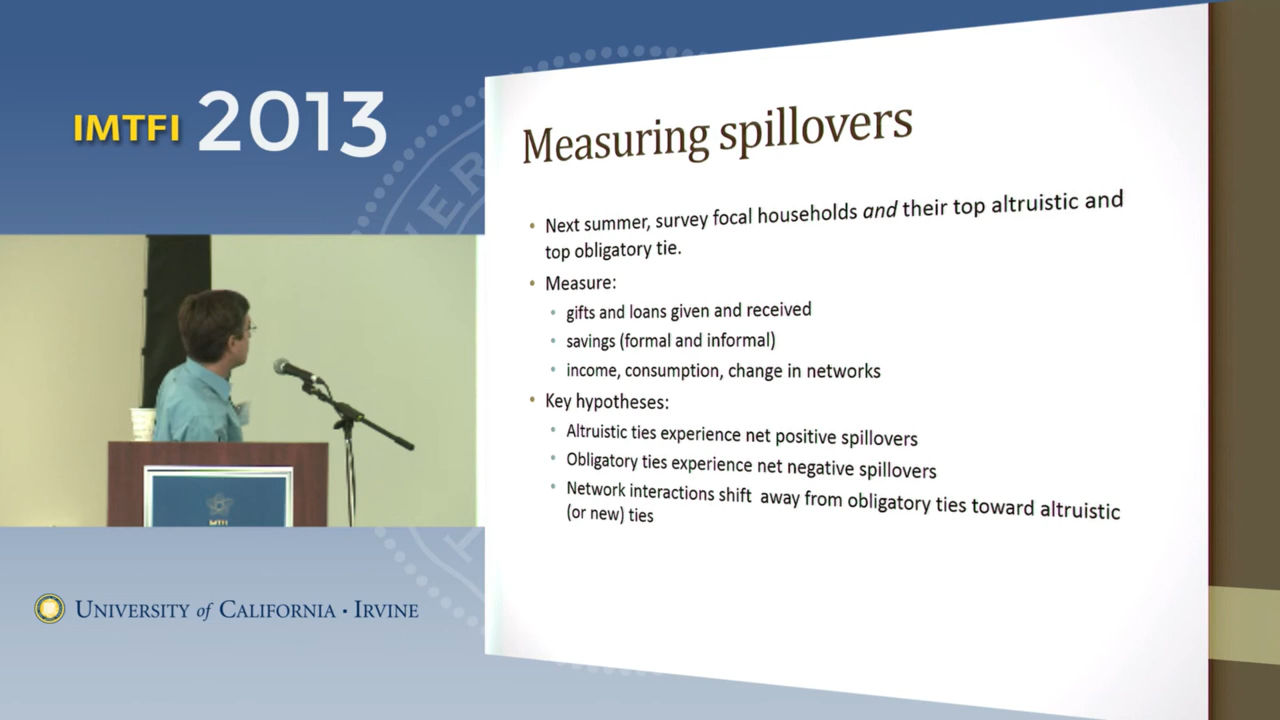 IMTFI 2013
Measuring spillovers
• Next summer, survey focal households and their top altruistic and
top obligatory tie.
• Measure:
• gifts and loans given and received
• savings (formal and informal)
• income, consumption, change in networks
• Key hypotheses:
• Altruistic ties experience net positive spillovers
• Obligatory ties experience net negative spillovers
• Network interactions shift away from obligatory ties toward altruistic
(or new) ties
UNIVERSITY of CALIFORNIA • IRVINE